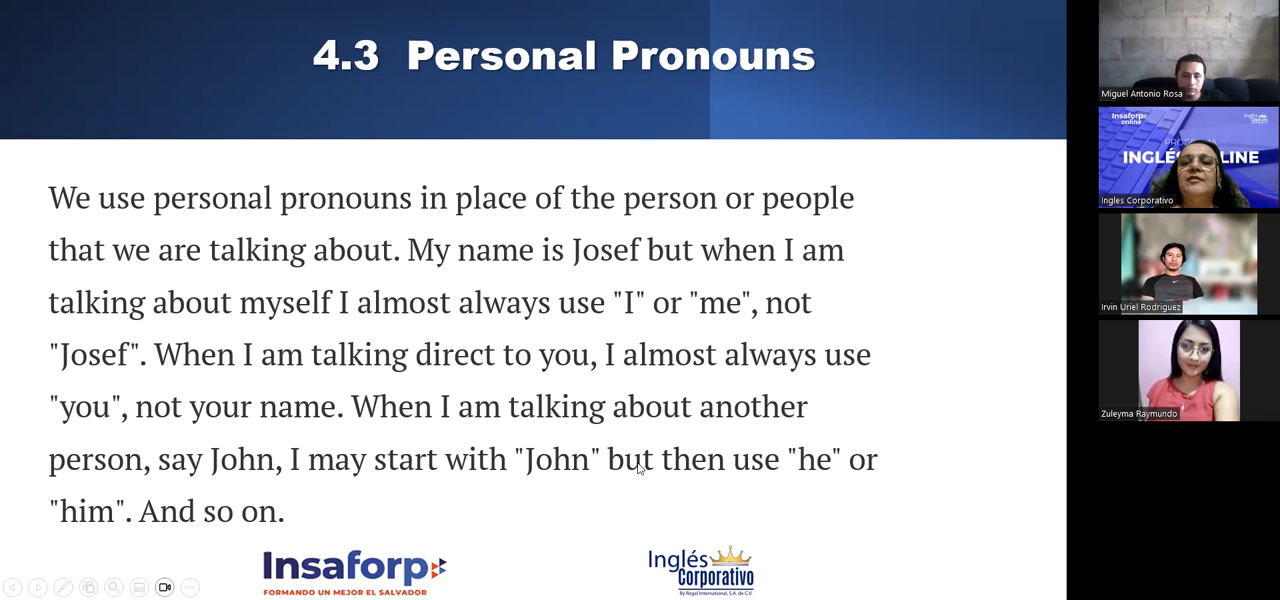 4.3 Personal Pronouns
We use personal pronouns in place of the person or people
that we are talking about. My name is Josef but when I am
talking about myself I almost always use "I" or "me", not
"Josef". When I am talking direct to you, I almost always use
"you", not your name. When I am talking about another
person, say John, I may start with "John" but then use "he" or
"him". And so on.
Insaforp
FORMANDO UN MEJOR EL SALVADOR
Inglés
Corporativo
By Regal International, S.A. de C.V.
Miguel Antonio Rosa
Insaforp
online
INGLÉS
LINE
Ingles Corporativo
Irvin Uriel Rodriguez
Zuleyma Raymundo